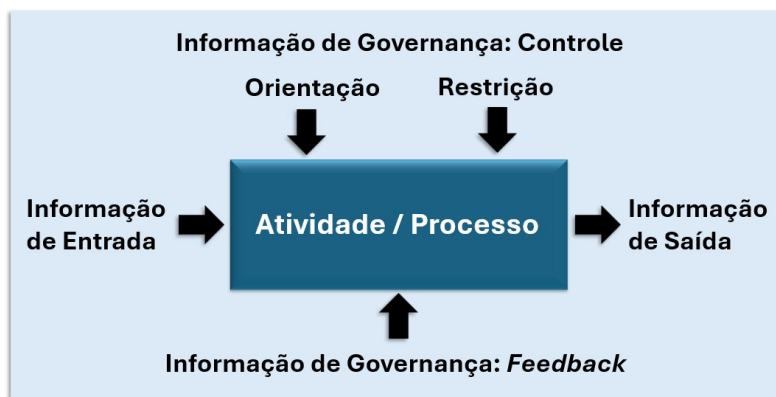 Informação de Governança: Controle
Orientação
Restrição
Informação
de Entrada
Atividade / Processo
Informação
de Saída
Informação de Governança: Feedback